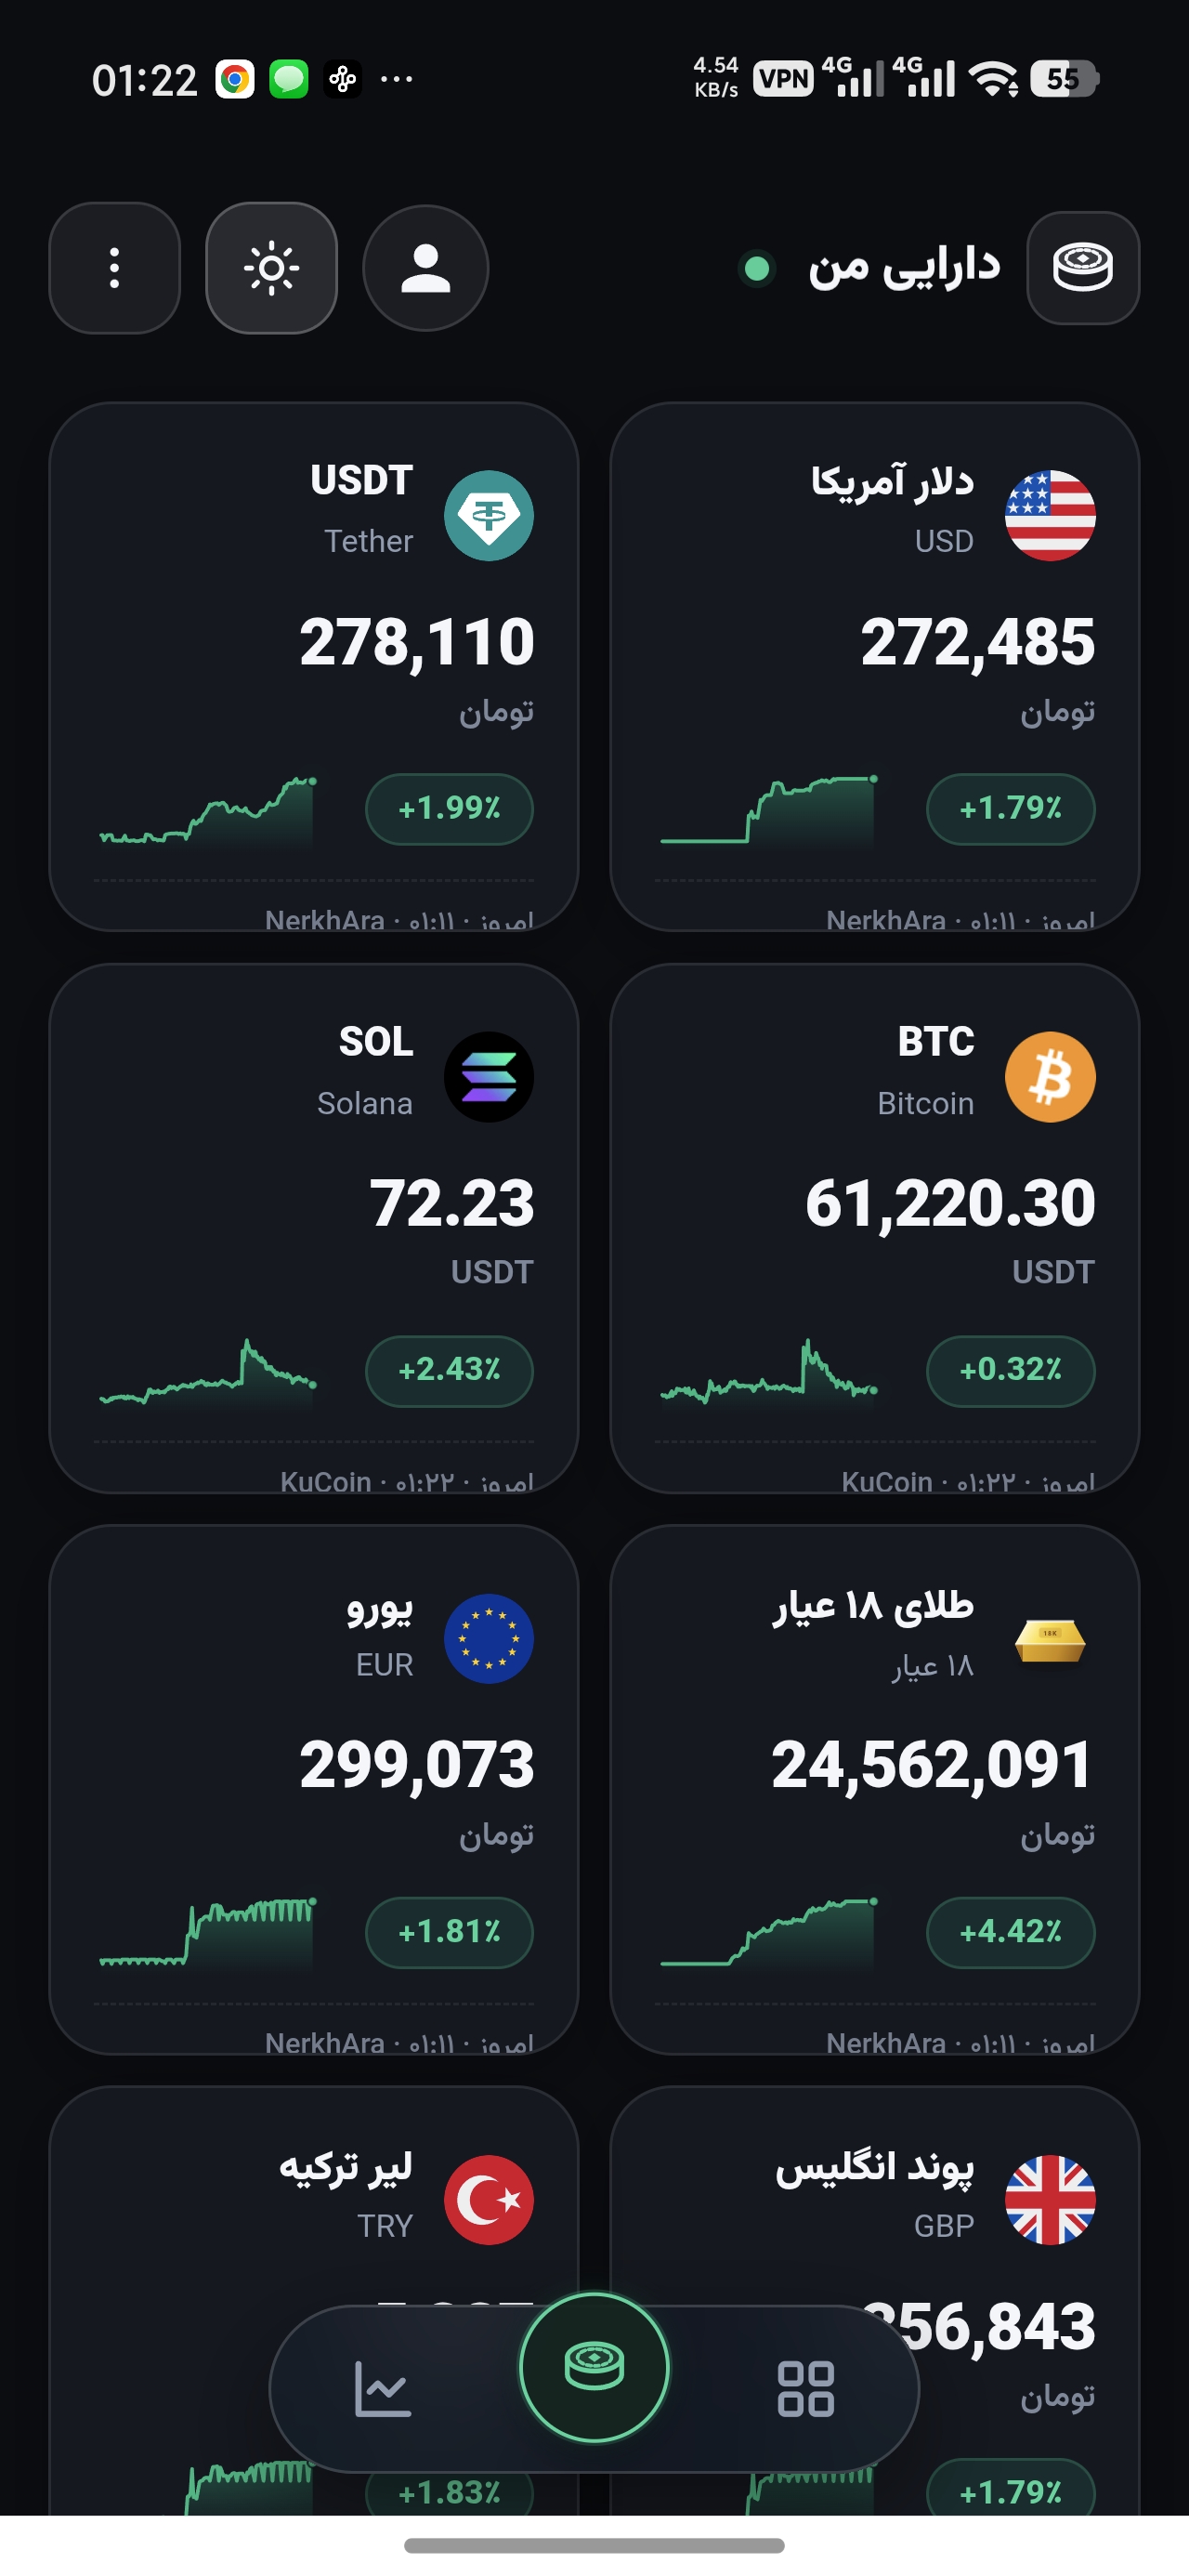 01:22 ... 4.54 KB/s VPN 4G 4G 55
دارایی من
دلار آمریکا
USD
272,485
تومان
+1.79٪
امروز · ۰۱:۱۱ · NerkhAra
USDT
Tether
278,110
تومان
+1.99٪
امروز · ۰۱:۱۱ · NerkhAra
BTC
Bitcoin
61,220.30
USDT
+0.32٪
امروز · ۰۱:۲۲ · KuCoin
SOL
Solana
72.23
USDT
+2.43٪
امروز · ۰۱:۲۲ · KuCoin
طلای ۱۸ عیار
۱۸ عیار
18K
24,562,091
تومان
+4.42٪
امروز · ۰۱:۱۱ · NerkhAra
یورو
EUR
299,073
تومان
+1.81٪
امروز · ۰۱:۱۱ · NerkhAra
پوند انگلیس
GBP
356,843
تومان
+1.79٪
لیر ترکیه
TRY
+1.83٪